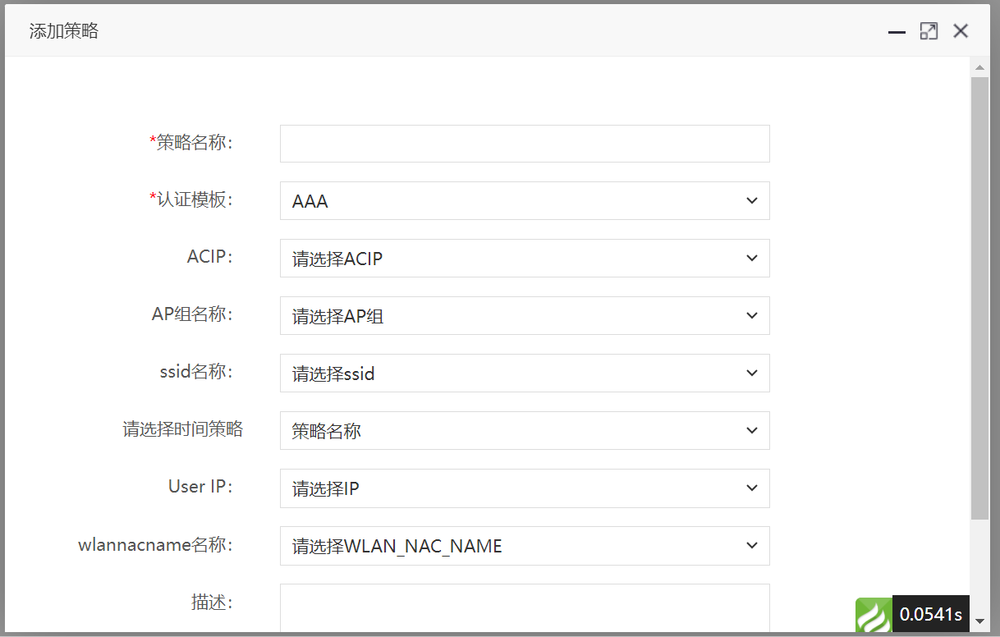 添加策略
*策略名称：
*认证模板： AAA
ACIP： 请选择ACIP
AP组名称： 请选择AP组
ssid名称： 请选择ssid
请选择时间策略 策略名称
User IP： 请选择IP
wlannacname名称： 请选择WLAN_NAC_NAME
描述：
0.0541s